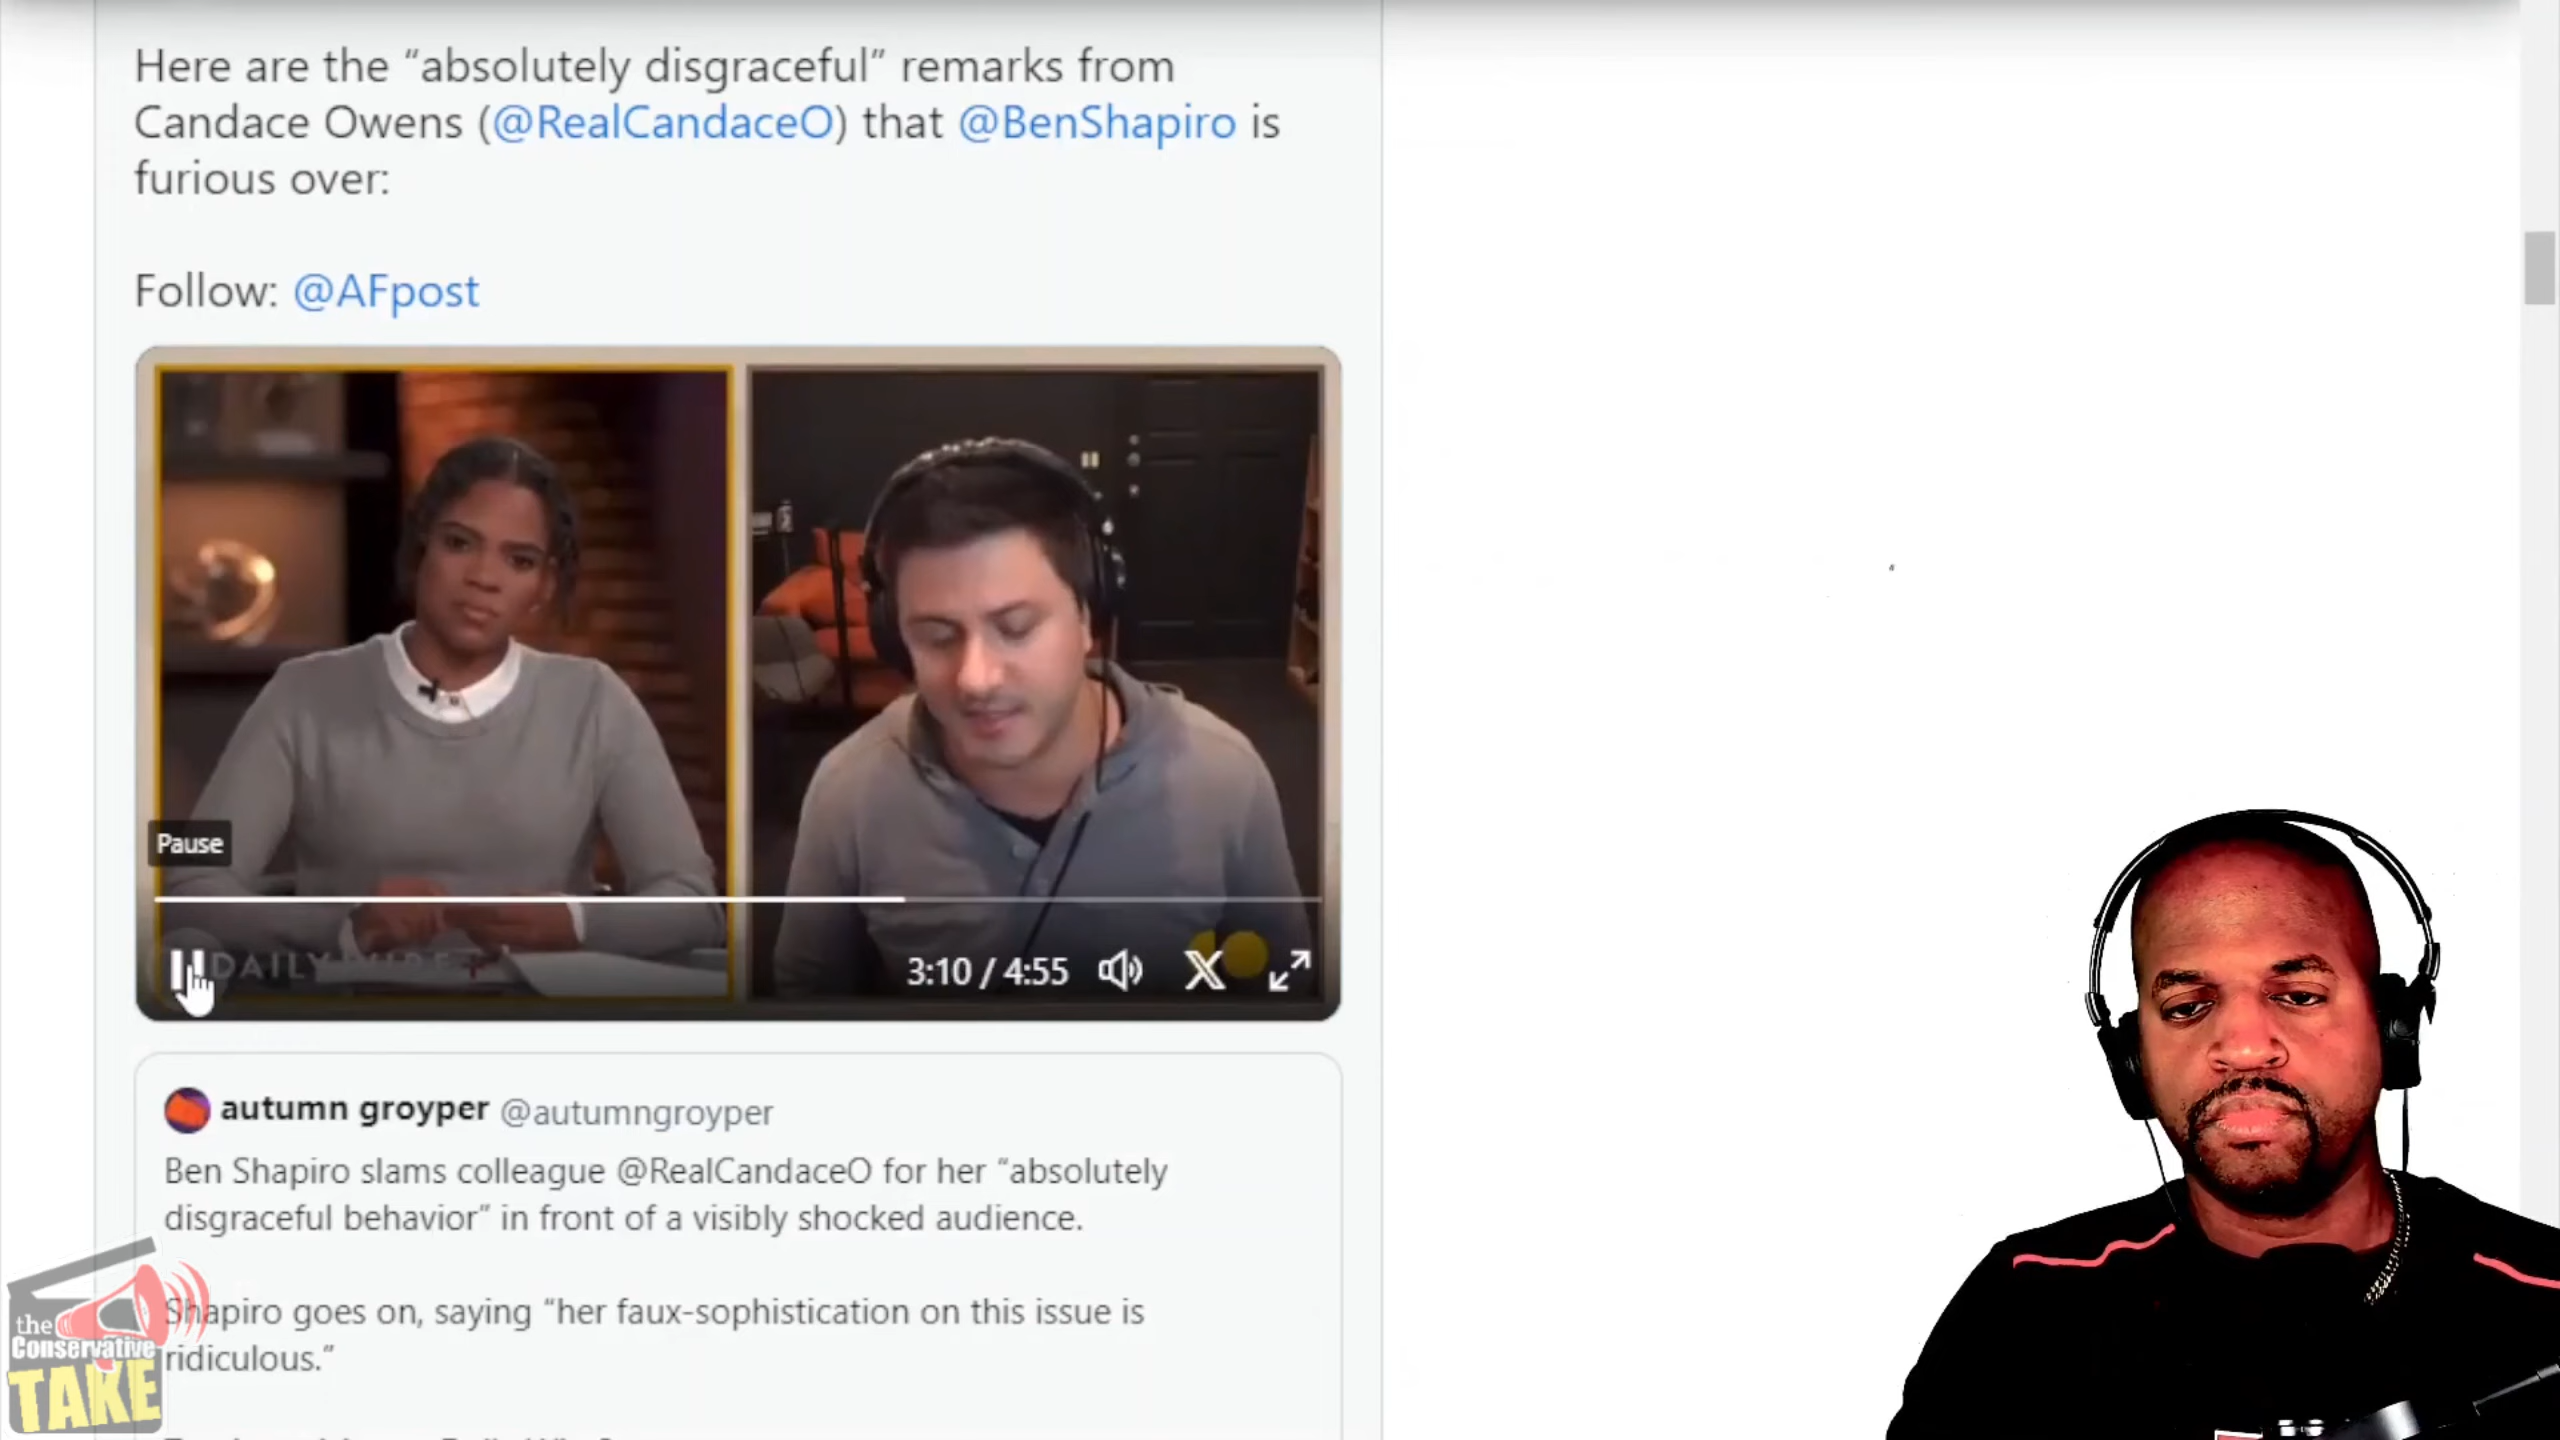 Here are the “absolutely disgraceful” remarks from
Candace Owens (@RealCandaceO) that @BenShapiro is
furious over:
Follow: @AFpost
Pause
DAILY WIRE+
3:10 / 4:55
autumn groyper @autumngroyper
Ben Shapiro slams colleague @RealCandaceO for her “absolutely
disgraceful behavior” in front of a visibly shocked audience.
Shapiro goes on, saying “her faux-sophistication on this issue is
ridiculous.”
the
Conservative
TAKE